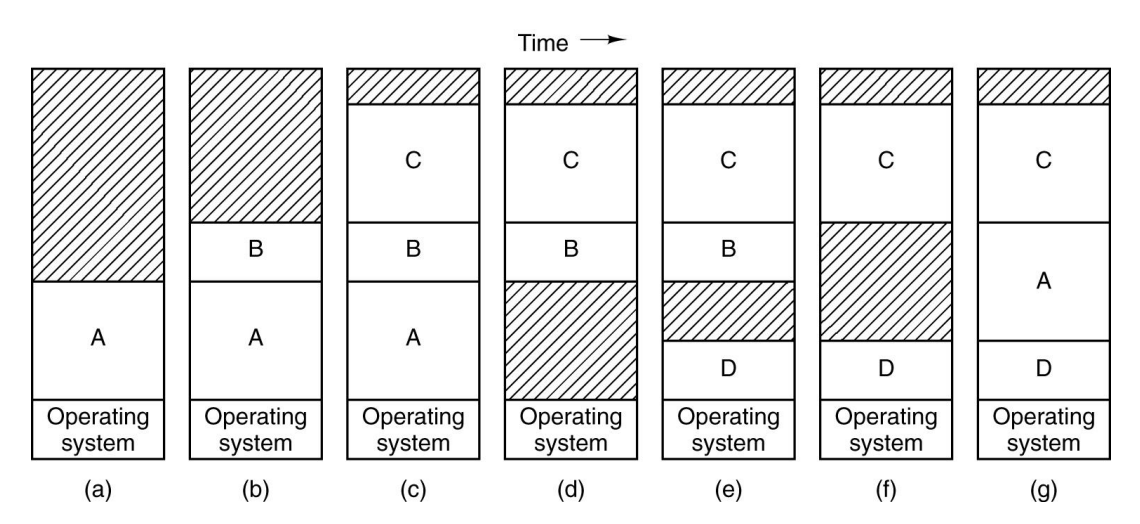 Time
C
C
C
C
C
B
B
B
B
A
A
A
A
D
D
D
Operating
system
Operating
system
Operating
system
Operating
system
Operating
system
Operating
system
Operating
system
(a)
(b)
(c)
(d)
(e)
(f)
(g)